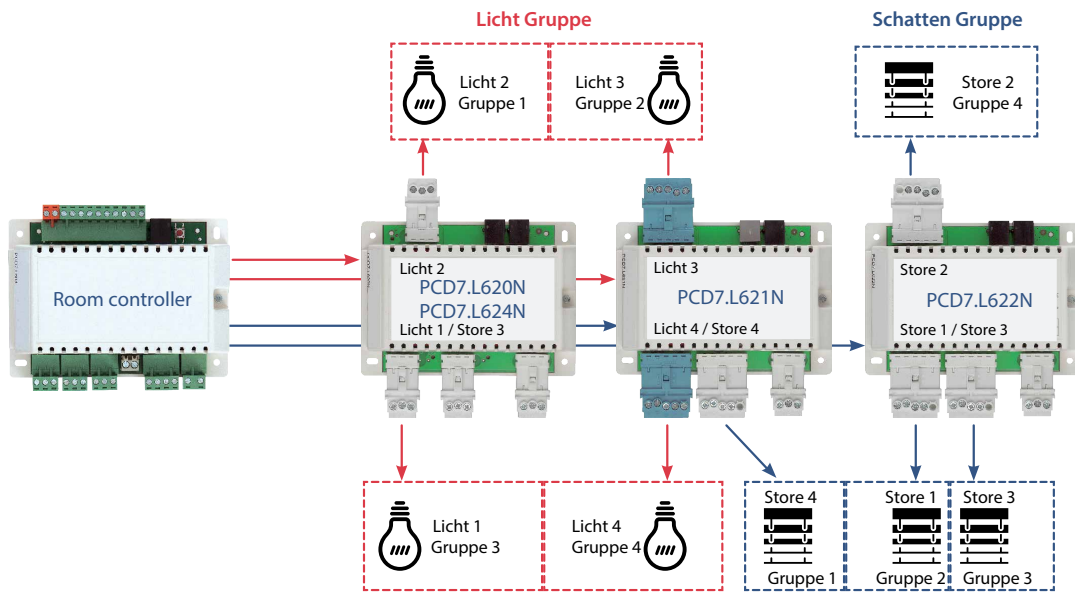 Licht Gruppe
Schatten Gruppe
Licht 2
Gruppe 1
Licht 3
Gruppe 2
Store 2
Gruppe 4
Room controller
Licht 2
PCD7.L620N
PCD7.L624N
Licht 1 / Store 3
Licht 3
PCD7.L621N
Licht 4 / Store 4
Store 2
PCD7.L622N
Store 1 / Store 3
Licht 1
Gruppe 3
Licht 4
Gruppe 4
Store 4
Gruppe 1
Store 1
Gruppe 2
Store 3
Gruppe 3